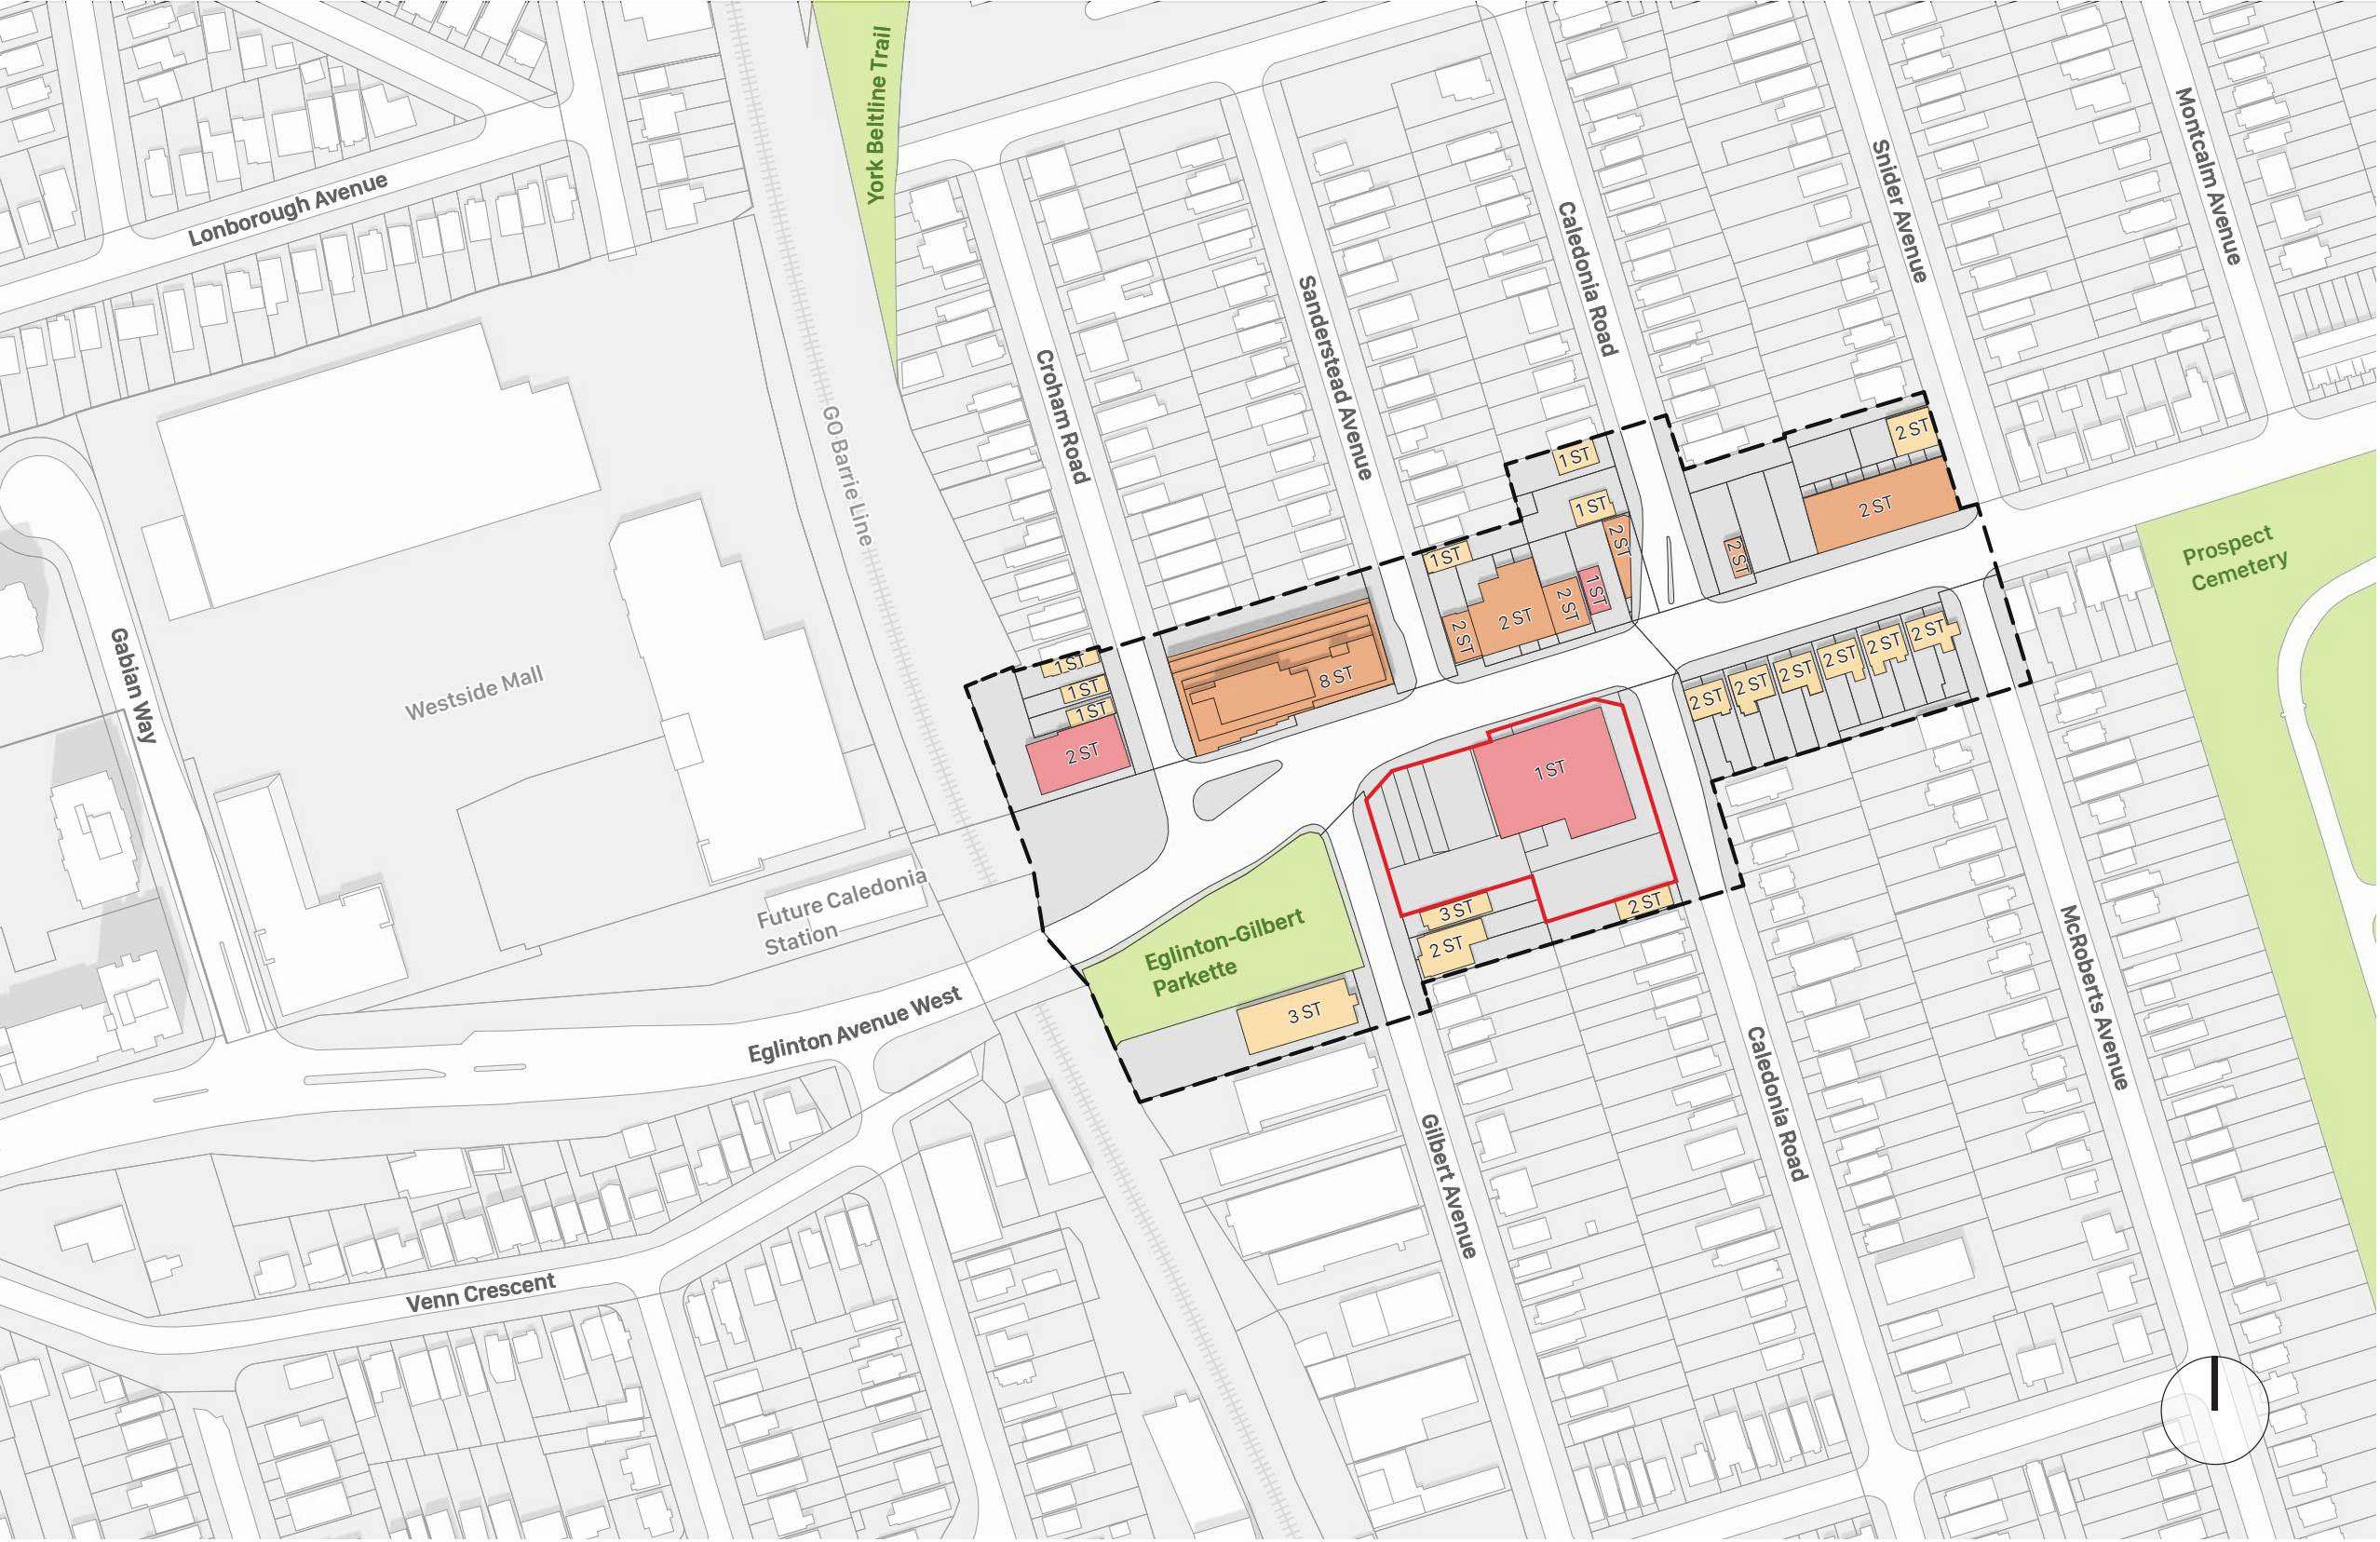 York Beltline Trail
Montcalm Avenue
Snider Avenue
Lonborough Avenue
Caledonia Road
Sanderstead Avenue
Croham Road
GO Barrie Line
2 ST
1 ST
1 ST
2 ST
2 ST
2 ST
1 ST
2 ST
2 ST
2 ST
1 ST
Prospect
Cemetery
Gabian Way
Westside Mall
1 ST
1 ST
1 ST
2 ST
8 ST
2 ST
2 ST
2 ST
2 ST
2 ST
2 ST
1 ST
Future Caledonia
Station
3 ST
2 ST
2 ST
Eglinton-Gilbert
Parkette
3 ST
Eglinton Avenue West
McRoberts Avenue
Caledonia Road
Gilbert Avenue
Venn Crescent